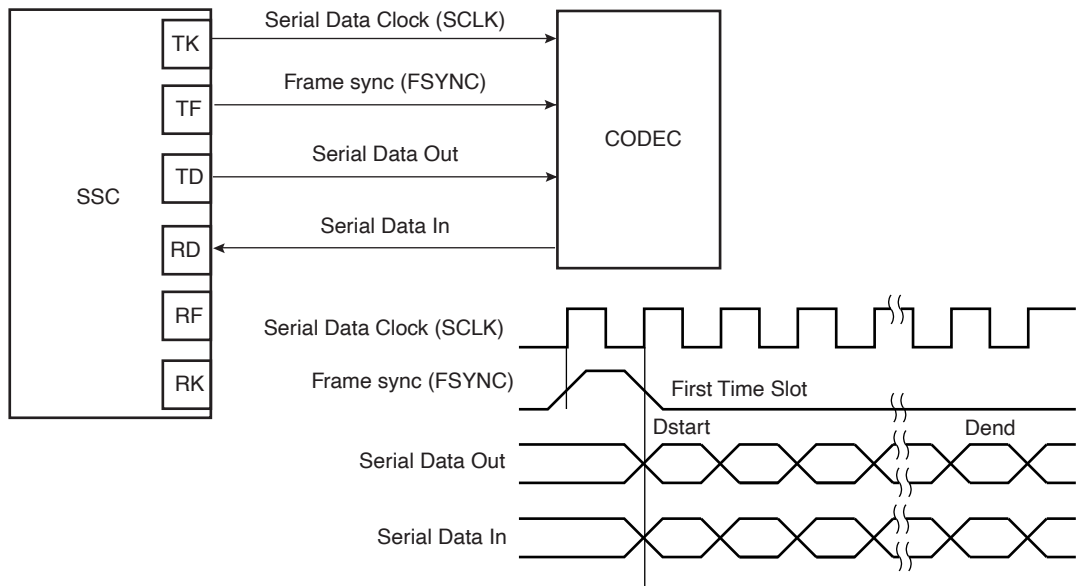 Serial Data Clock (SCLK)
TK
Frame sync (FSYNC)
TF
CODEC
Serial Data Out
TD
SSC
Serial Data In
RD
RF
Serial Data Clock (SCLK)
RK
Frame sync (FSYNC)
First Time Slot
Dstart
Dend
Serial Data Out
Serial Data In